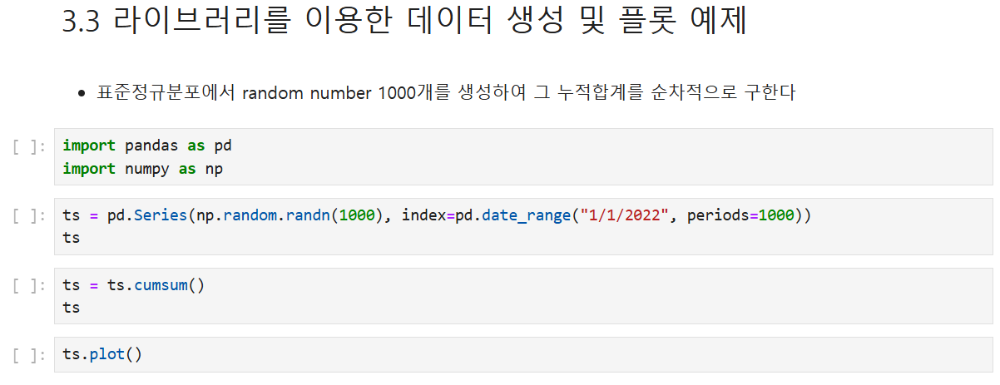 3.3 라이브러리를 이용한 데이터 생성 및 플롯 예제
• 표준정규분포에서 random number 1000개를 생성하여 그 누적합계를 순차적으로 구한다
[ ]: import pandas as pd
import numpy as np
[ ]: ts = pd.Series(np.random.randn(1000), index=pd.date_range("1/1/2022", periods=1000))
ts
[ ]: ts = ts.cumsum()
ts
[ ]: ts.plot()